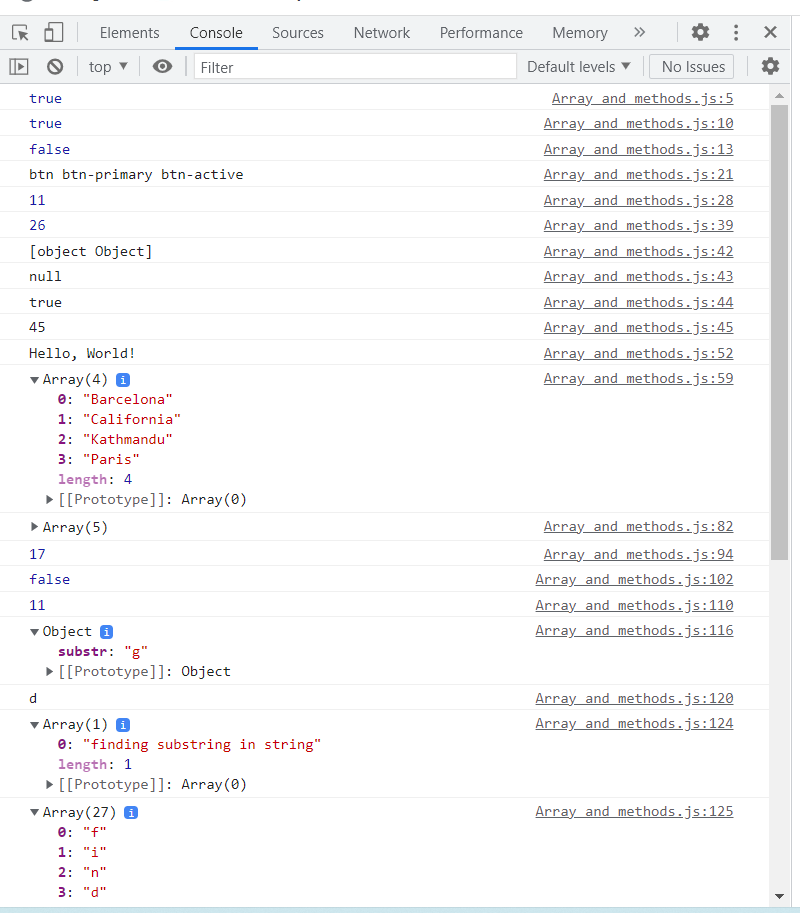 Elements Console Sources Network Performance Memory »
top ▼ Filter Default levels ▼ No Issues
true Array and methods.js:5
true Array and methods.js:10
false Array and methods.js:13
btn btn-primary btn-active Array and methods.js:21
11 Array and methods.js:28
26 Array and methods.js:39
[object Object] Array and methods.js:42
null Array and methods.js:43
true Array and methods.js:44
45 Array and methods.js:45
Hello, World! Array and methods.js:52
▼Array(4) i Array and methods.js:59
0: "Barcelona"
1: "California"
2: "Kathmandu"
3: "Paris"
length: 4
▶[[Prototype]]: Array(0)
▶Array(5) Array and methods.js:82
17 Array and methods.js:94
false Array and methods.js:102
11 Array and methods.js:110
▼Object i Array and methods.js:116
substr: "g"
▶[[Prototype]]: Object
d Array and methods.js:120
▼Array(1) i Array and methods.js:124
0: "finding substring in string"
length: 1
▶[[Prototype]]: Array(0)
▼Array(27) i Array and methods.js:125
0: "f"
1: "i"
2: "n"
3: "d"